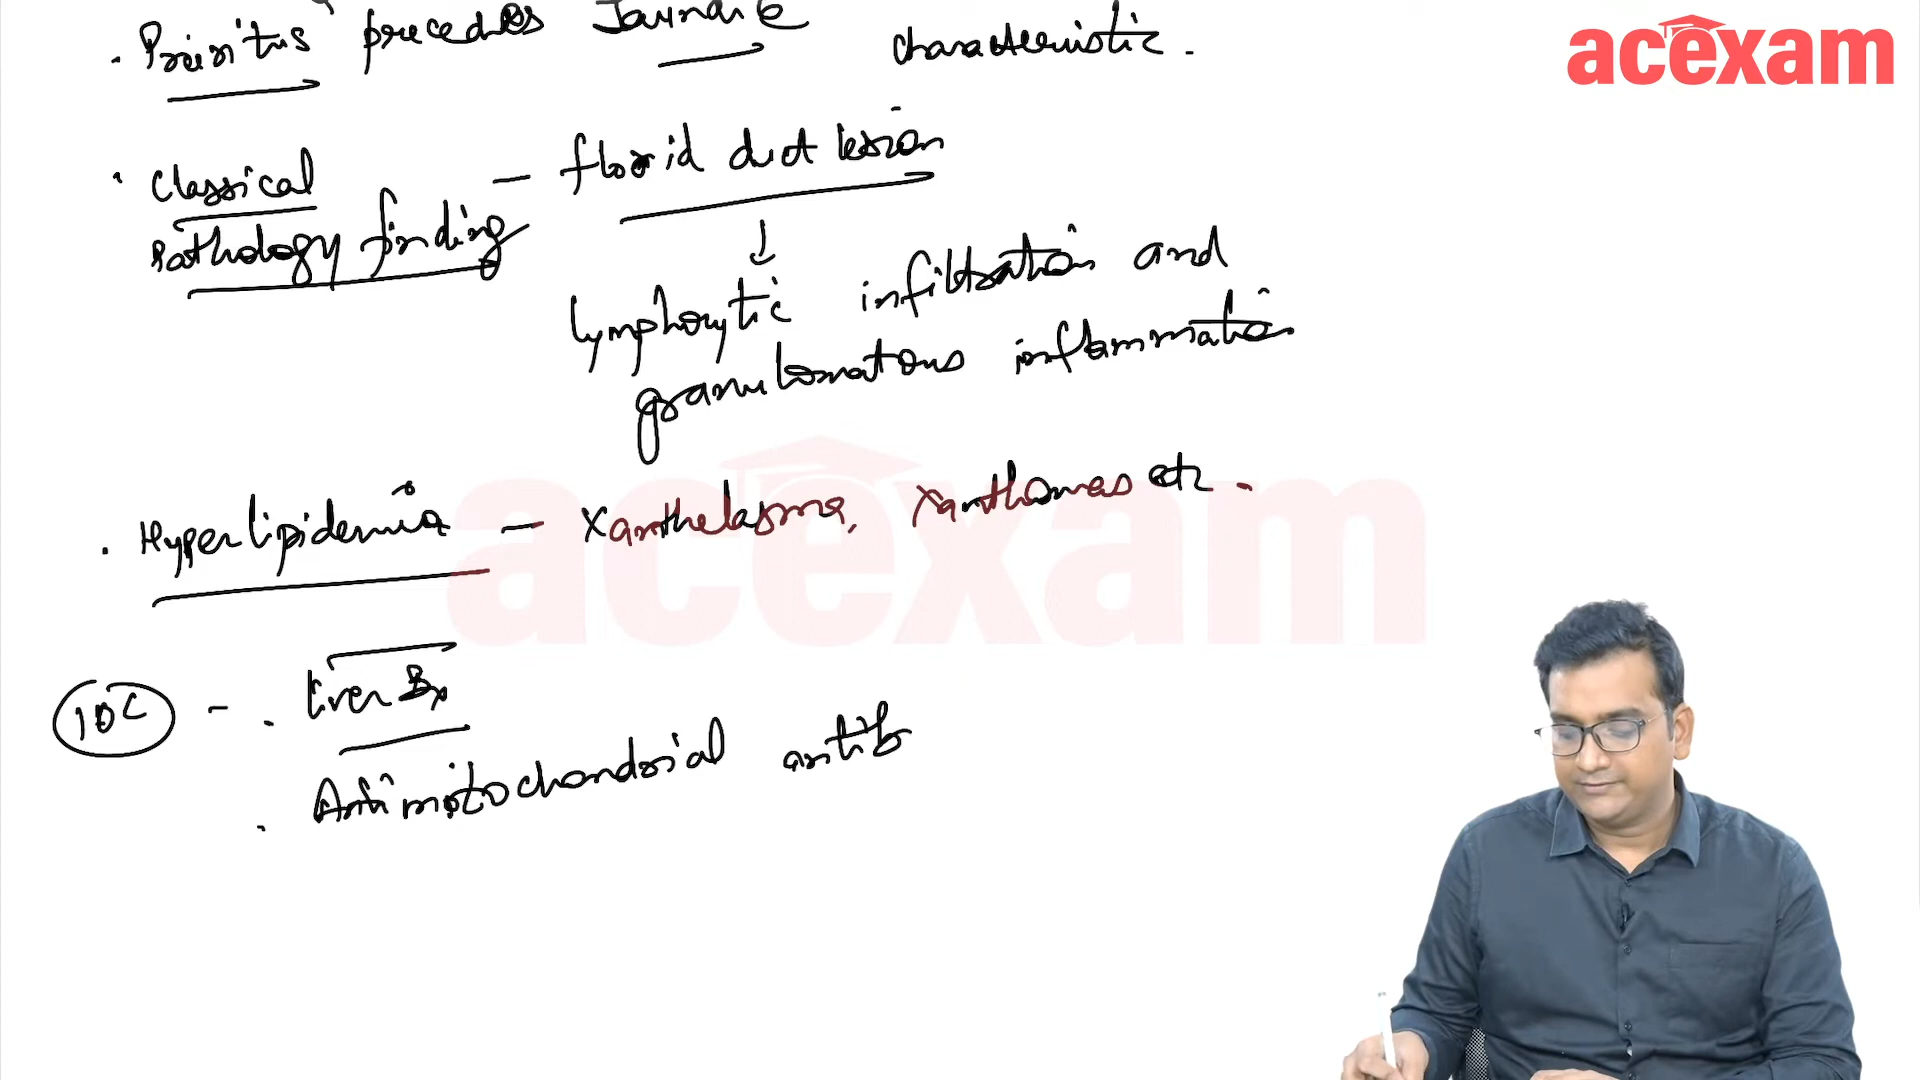 acexam
. Pruritus precedes Jaundice characteristic.
. Classical Pathology finding — florid duct lesion
↓
lymphocytic infiltration and
granulomatous inflammation
. Hyperlipidemia — Xanthelasma, Xanthomas etc.
IOC - . Liver Bx
. Antimitochondrial antib
acexam